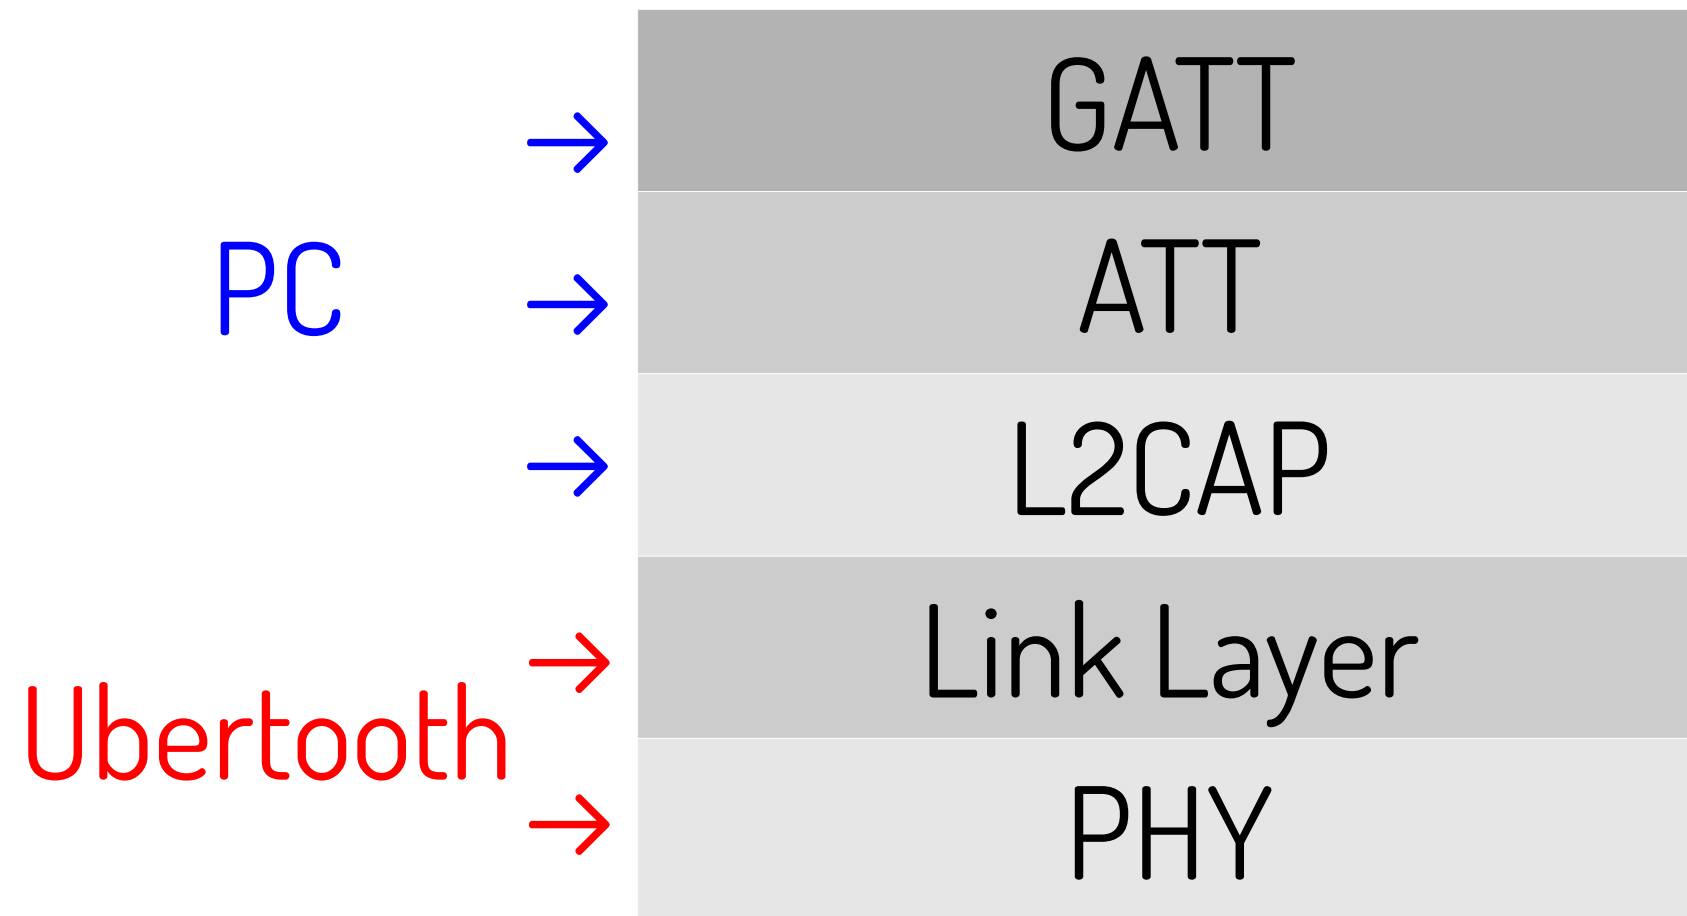 GATT
PC
ATT
L2CAP
Link Layer
Ubertooth
PHY